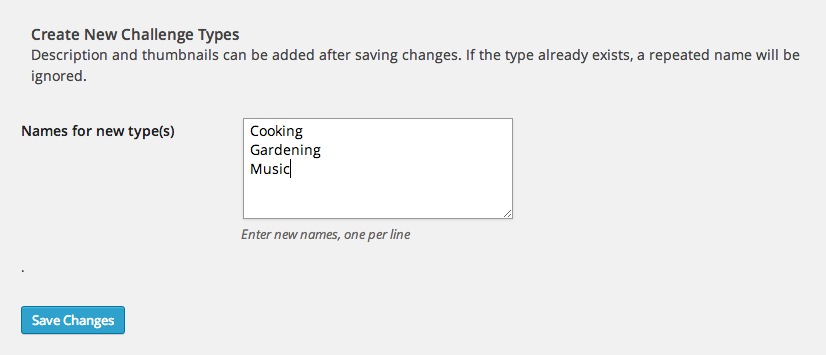 Create New Challenge Types
Description and thumbnails can be added after saving changes. If the type already exists, a repeated name will be
ignored.
Names for new type(s)
Cooking
Gardening
Music
Enter new names, one per line
.
Save Changes